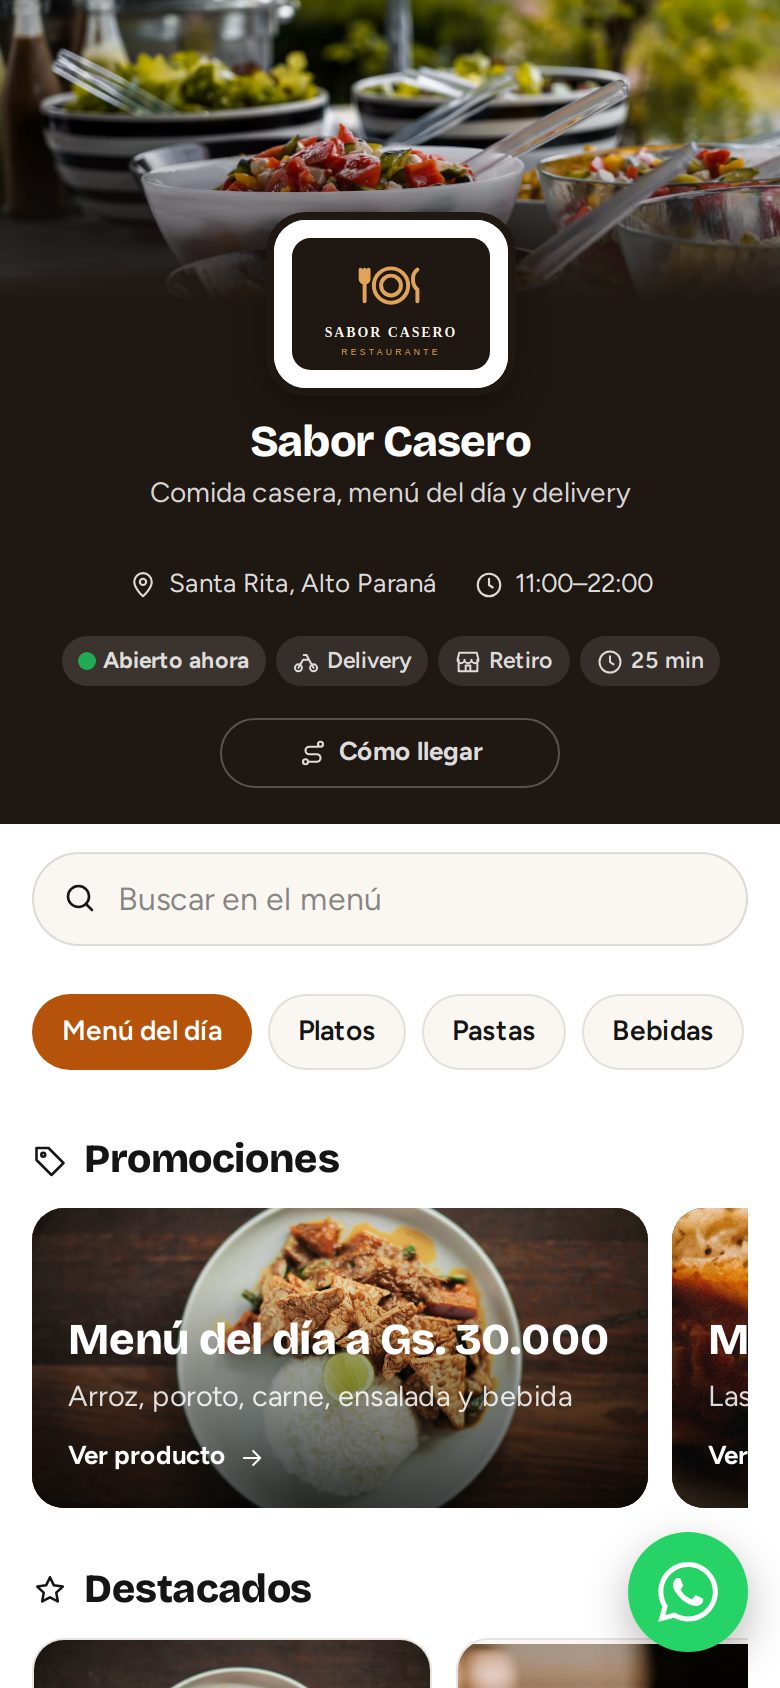 SABOR CASERO
RESTAURANTE
Sabor Casero
Comida casera, menú del día y delivery
Santa Rita, Alto Paraná 11:00–22:00
Abierto ahora Delivery Retiro 25 min
Cómo llegar
Buscar en el menú
Menú del día Platos Pastas Bebidas
Promociones
Menú del día a Gs. 30.000 M
Arroz, poroto, carne, ensalada y bebida Las
Ver producto → Ver
Destacados